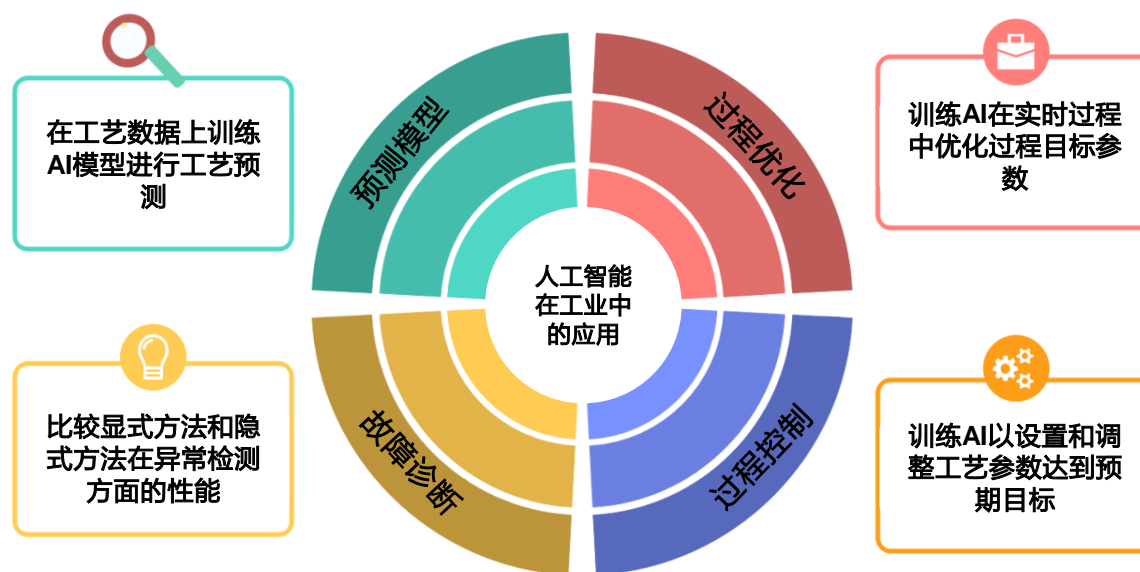 在工艺数据上训练
AI模型进行工艺预
测
预测模型
过程优化
训练AI在实时过程
中优化过程目标参
数
人工智能
在工业中
的应用
比较显式方法和隐
式方法在异常检测
方面的性能
故障诊断
过程控制
训练AI以设置和调
整工艺参数达到预
期目标